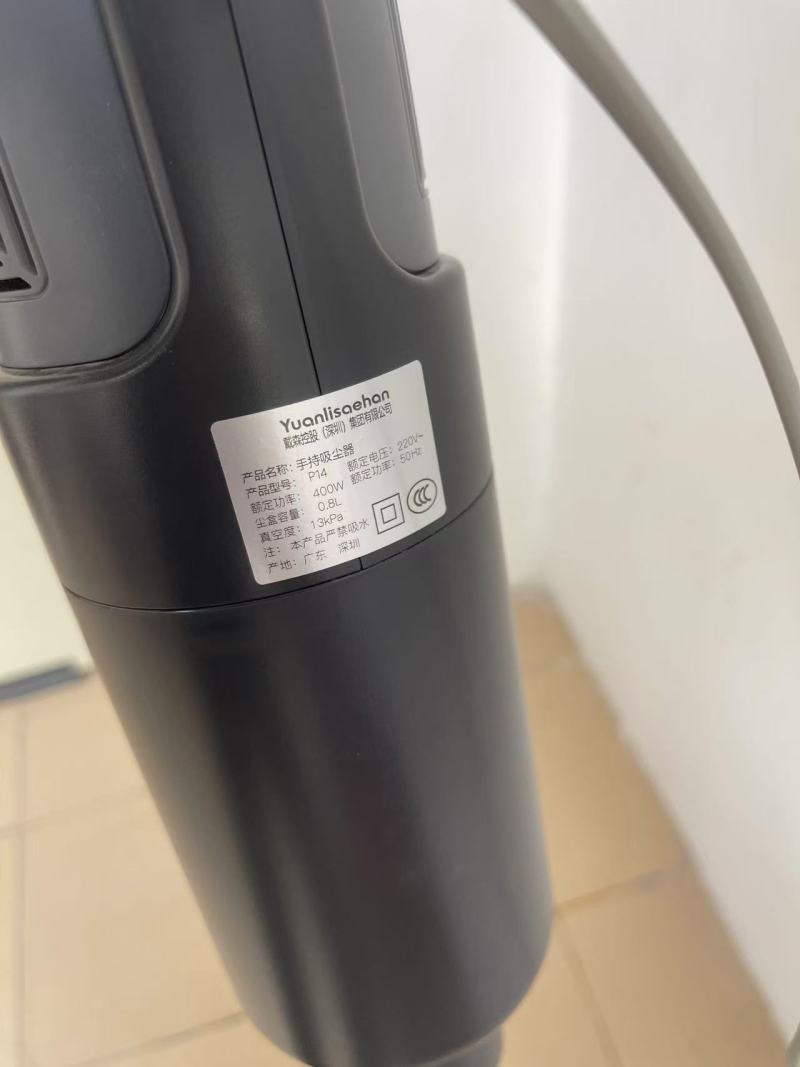 Yuanlisaehan
戴森控股（深圳）集团有限公司
产品名称：手持吸尘器
产品型号： P14 额定电压：220V~
额定功率： 400W 额定功率：50Hz
尘盒容量： 0.8L
真空度： 13kPa
注： 本产品严禁吸水
产地：广东 深圳
CCC